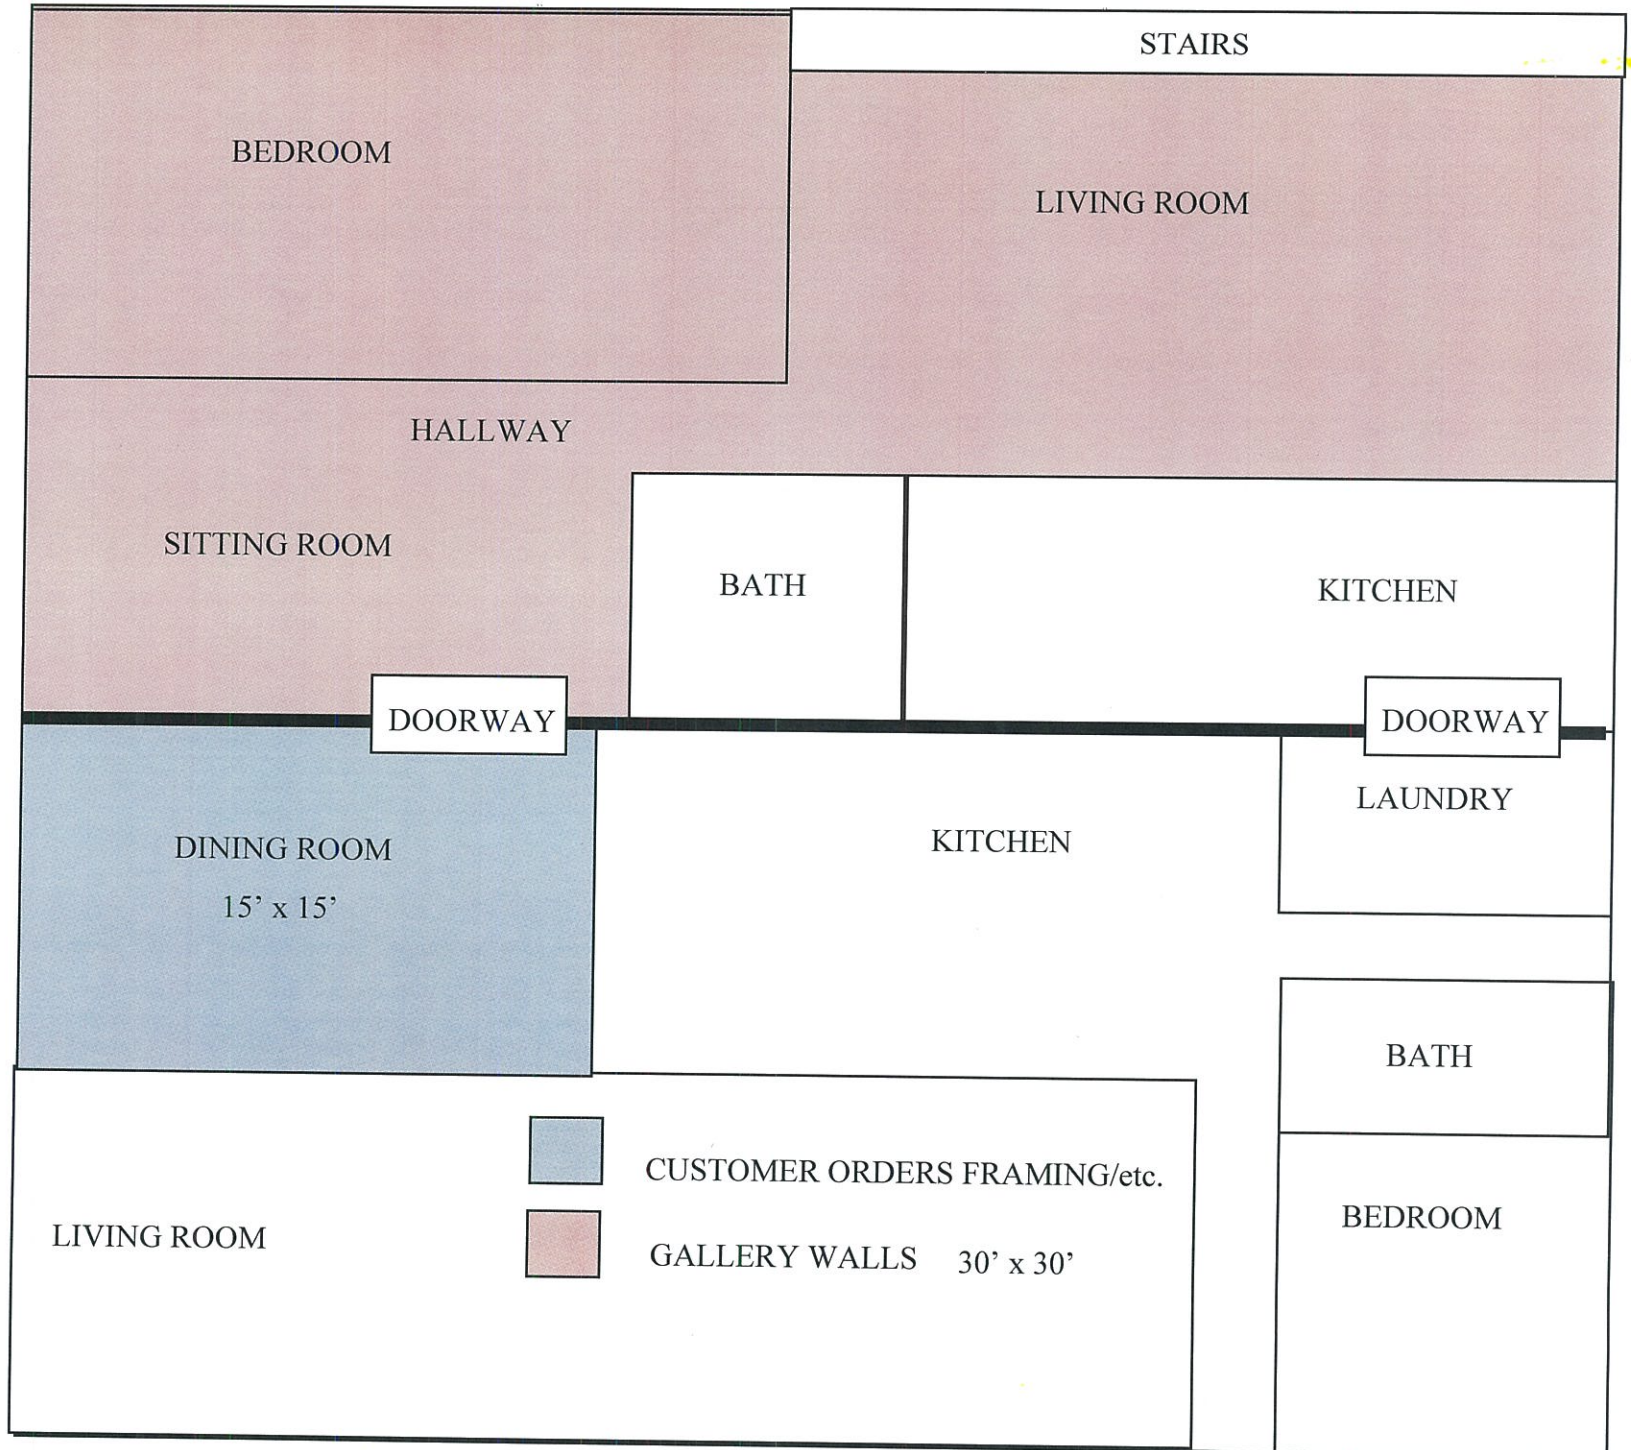 STAIRS
BEDROOM
LIVING ROOM
HALLWAY
SITTING ROOM
BATH
KITCHEN
DOORWAY
DOORWAY
LAUNDRY
DINING ROOM
15’ x 15’
KITCHEN
BATH
CUSTOMER ORDERS FRAMING/etc.
LIVING ROOM
GALLERY WALLS 30’ x 30’
BEDROOM